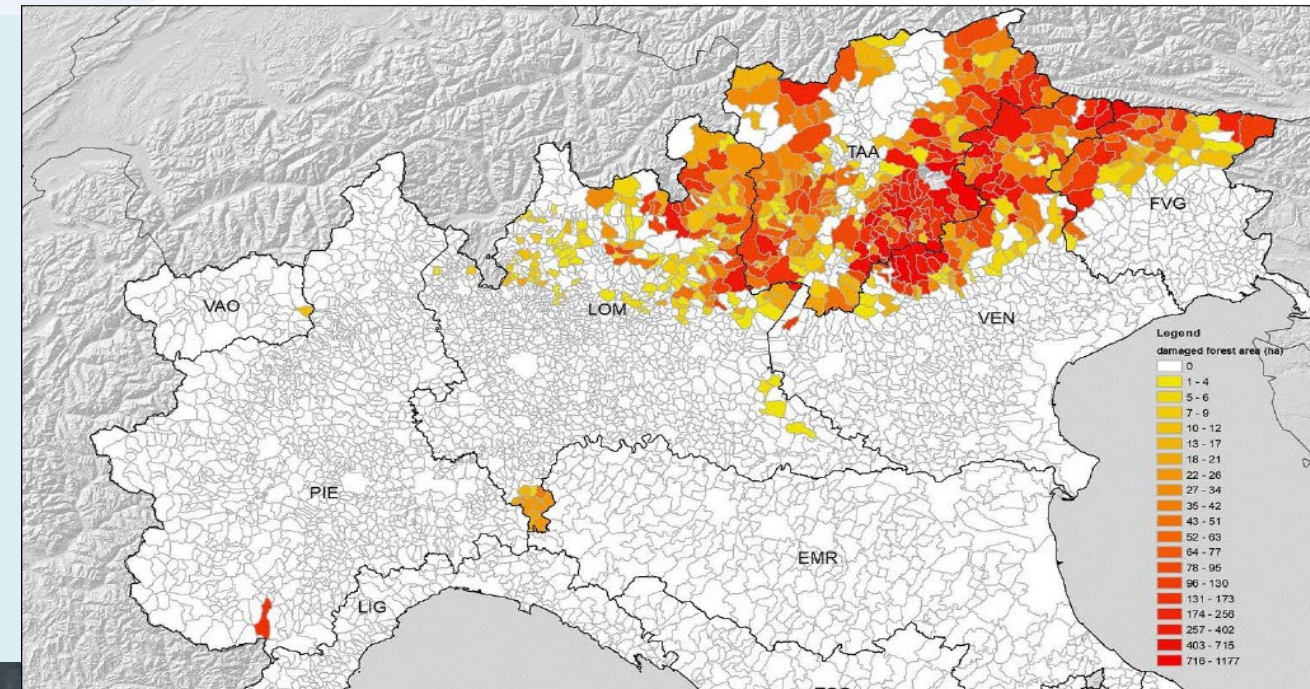 TAA
FVG
VAO
LOM
VEN
PIE
EMR
LIG
Legend
damaged forest area (ha)
0
1 - 4
5 - 6
7 - 9
10 - 12
13 - 17
18 - 21
22 - 26
27 - 34
35 - 42
43 - 51
52 - 63
64 - 77
78 - 95
96 - 130
131 - 173
174 - 256
257 - 402
403 - 715
716 - 1177